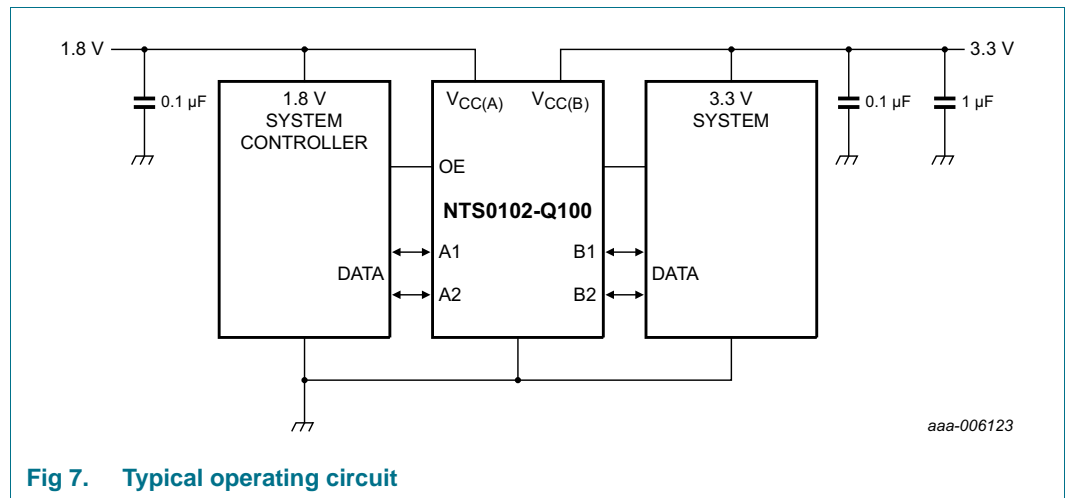 1.8 V
3.3 V
0.1 µF
1.8 V
SYSTEM
CONTROLLER
DATA
VCC(A) VCC(B)
OE
NTS0102-Q100
A1
B1
A2
B2
3.3 V
SYSTEM
DATA
0.1 µF
1 µF
aaa-006123
Fig 7. Typical operating circuit